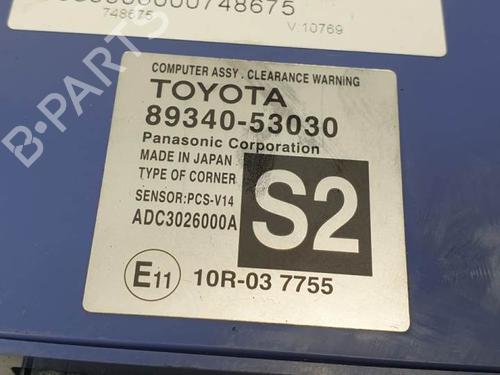 748675
V.10769
COMPUTER ASSY . CLEARANCE WARNING
TOYOTA
89340-53030
Panasonic Corporation
MADE IN JAPAN
TYPE OF CORNER
SENSOR:PCS-V14
ADC3026000A
S2
E11 10R-03 7755
B-PARTS